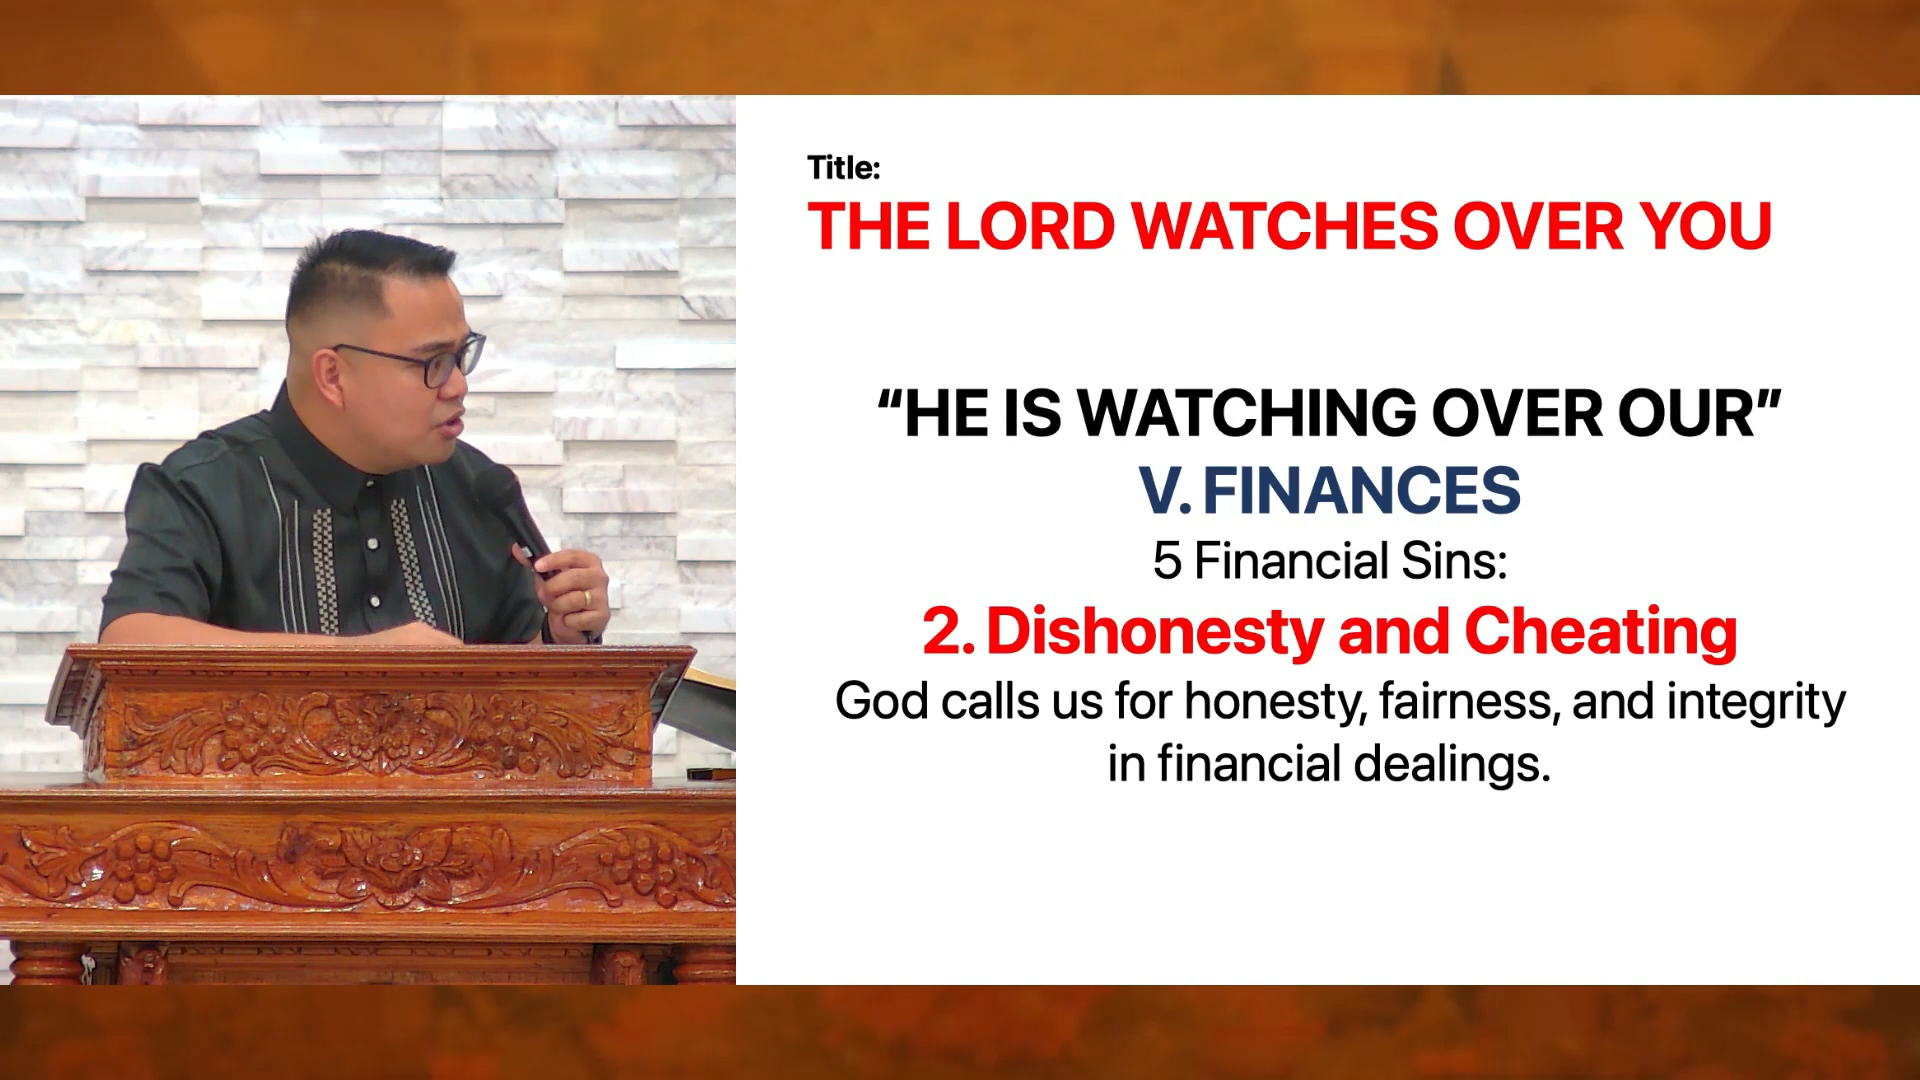 Title:
THE LORD WATCHES OVER YOU
“HE IS WATCHING OVER OUR”
V. FINANCES
5 Financial Sins:
2. Dishonesty and Cheating
God calls us for honesty, fairness, and integrity
in financial dealings.